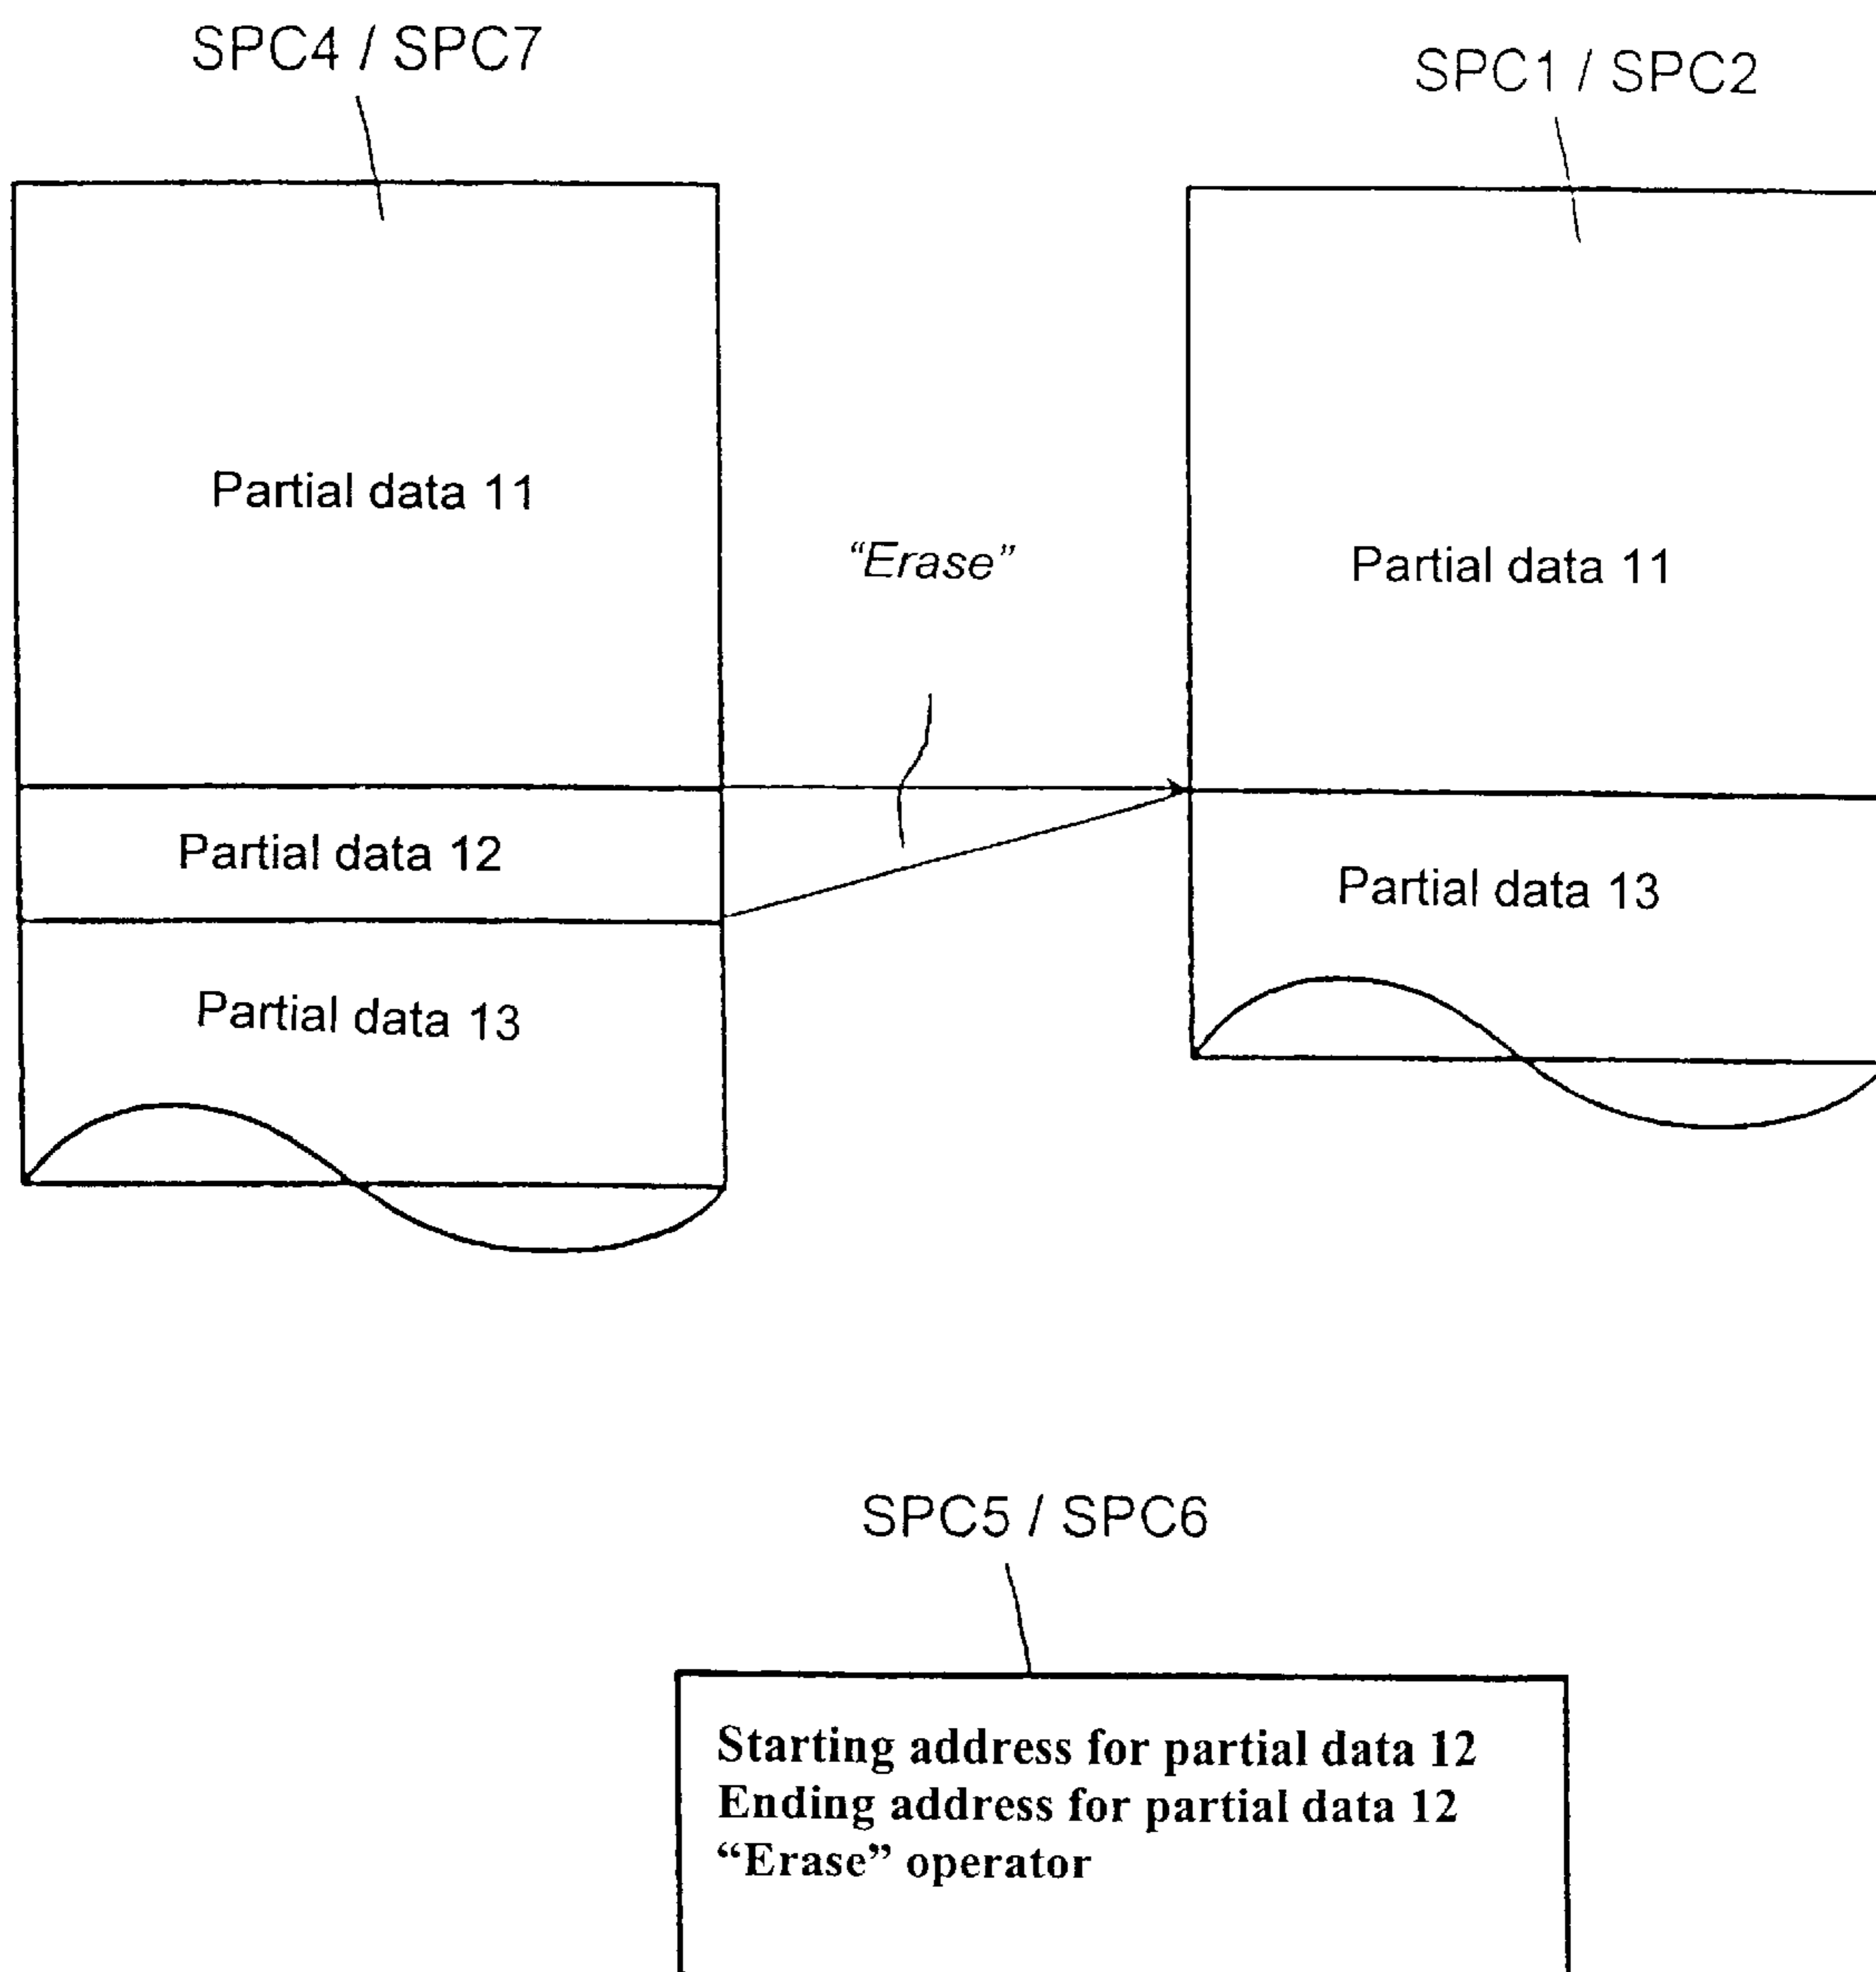 SPC4 / SPC7
SPC1 / SPC2
Partial data 11
“Erase”
Partial data 11
Partial data 12
Partial data 13
Partial data 13
SPC5 / SPC6
Starting address for partial data 12
Ending address for partial data 12
“Erase” operator